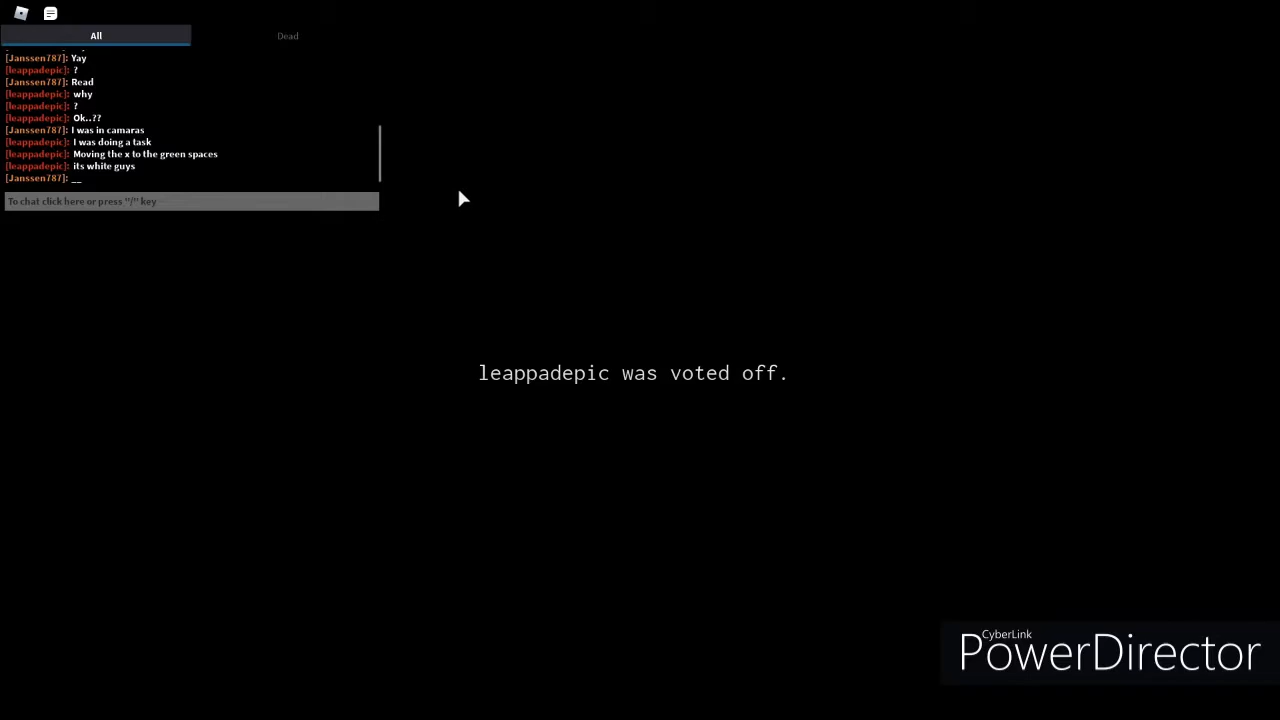 All
Dead
[Janssen787]: Yay
[leappadepic]: ?
[Janssen787]: Read
[leappadepic]: why
[leappadepic]: ?
[leappadepic]: Ok..??
[Janssen787]: I was in camaras
[leappadepic]: I was doing a task
[leappadepic]: Moving the x to the green spaces
[leappadepic]: its white guys
[Janssen787]: __
To chat click here or press "/" key
leappadepic was voted off.
CyberLink
PowerDirector